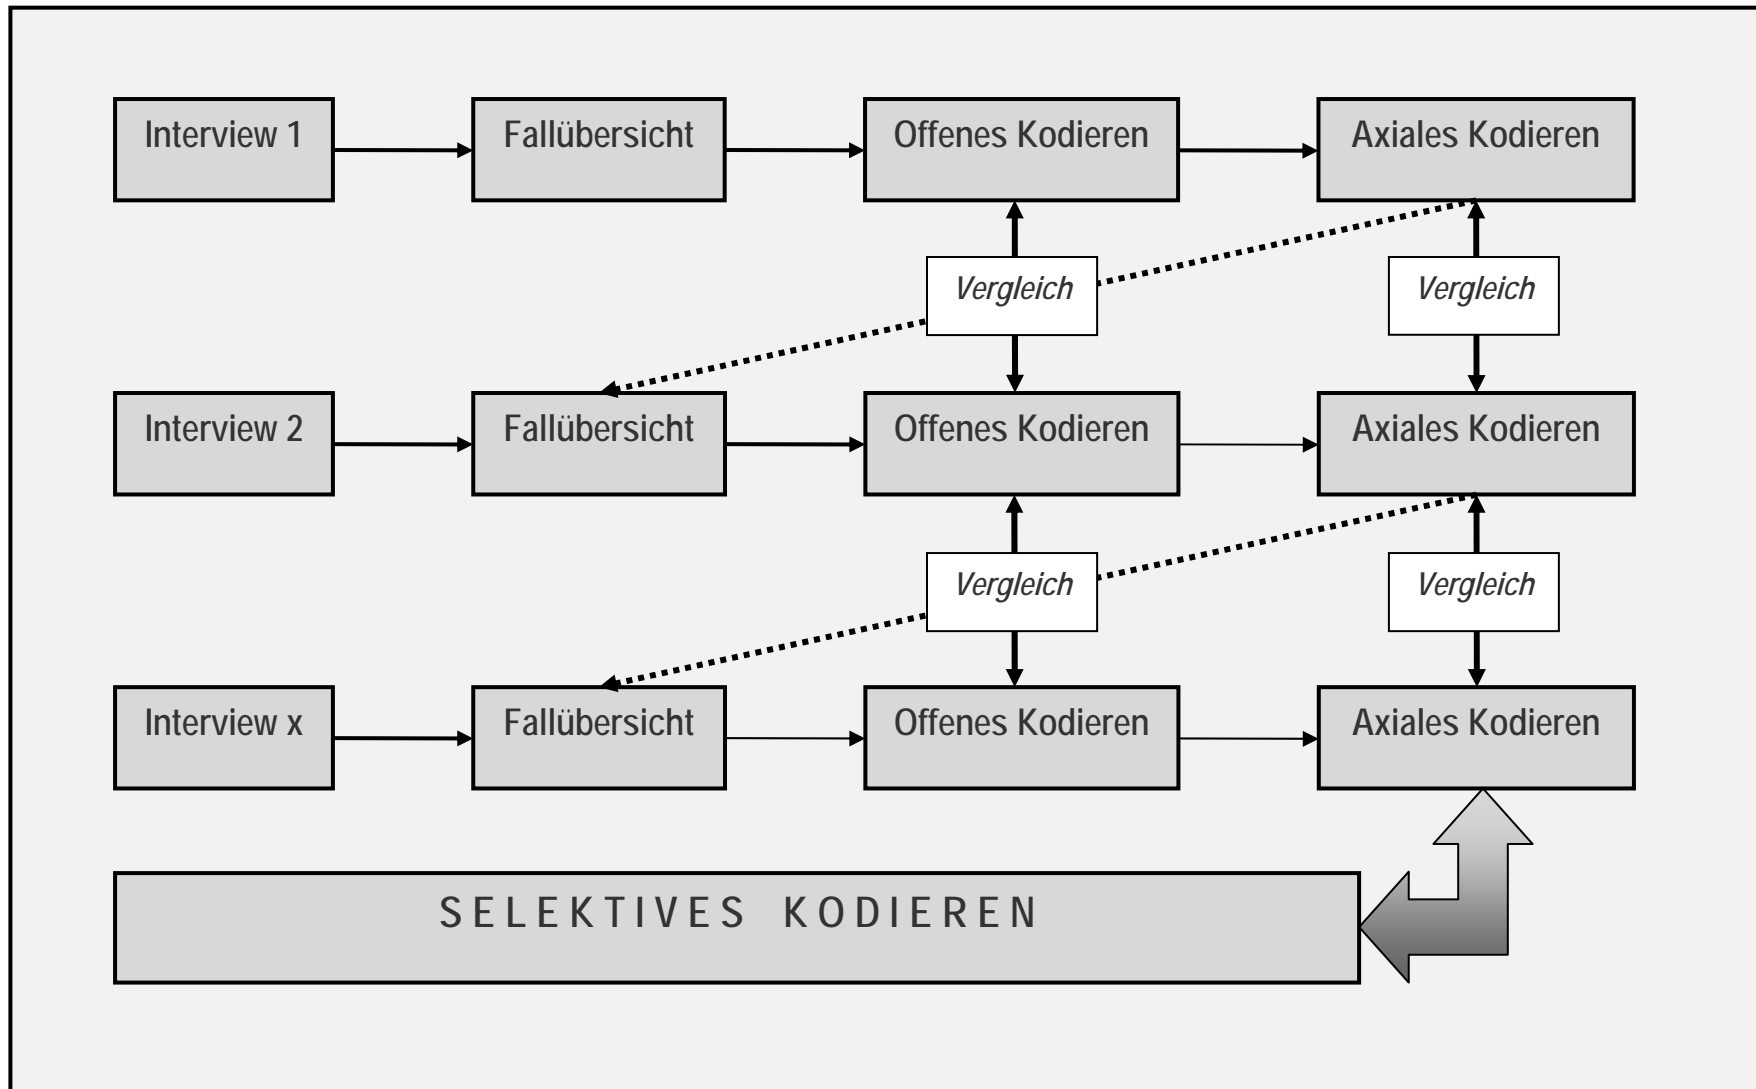 Interview 1
Fallübersicht
Offenes Kodieren
Axiales Kodieren
Vergleich
Vergleich
Interview 2
Fallübersicht
Offenes Kodieren
Axiales Kodieren
Vergleich
Vergleich
Interview x
Fallübersicht
Offenes Kodieren
Axiales Kodieren
SELEKTIVES KODIEREN